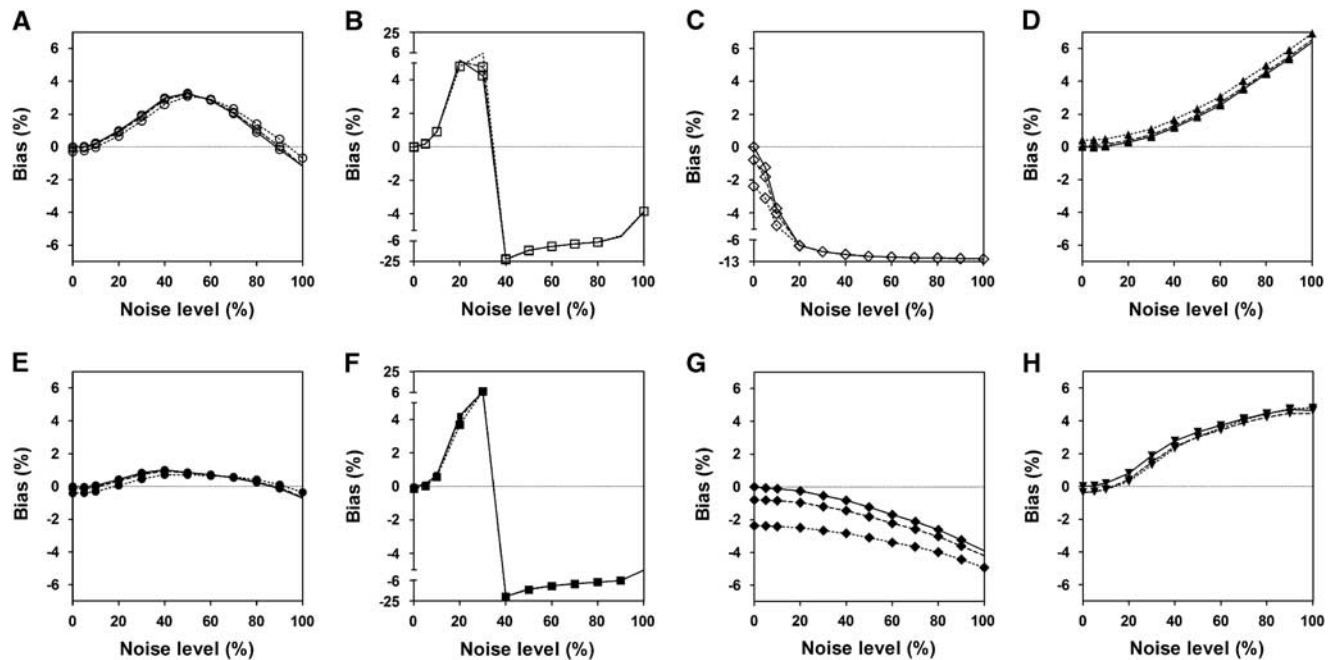 A B C D
Bias (%) Bias (%) Bias (%) Bias (%)
6 25 6 6
4 6 4 4
2 4 2 2
0 2 0 0
-2 0 -2 -2
-4 -2 -4 -4
-6 -4 -6 -6
-6 -13
-25
0 20 40 60 80 100 0 20 40 60 80 100 0 20 40 60 80 100 0 20 40 60 80 100
Noise level (%) Noise level (%) Noise level (%) Noise level (%)
E F G H
Bias (%) Bias (%) Bias (%) Bias (%)
6 25 6 6
4 6 4 4
2 4 2 2
0 2 0 0
-2 0 -2 -2
-4 -2 -4 -4
-6 -4 -6 -6
-6
-25
0 20 40 60 80 100 0 20 40 60 80 100 0 20 40 60 80 100 0 20 40 60 80 100
Noise level (%) Noise level (%) Noise level (%) Noise level (%)